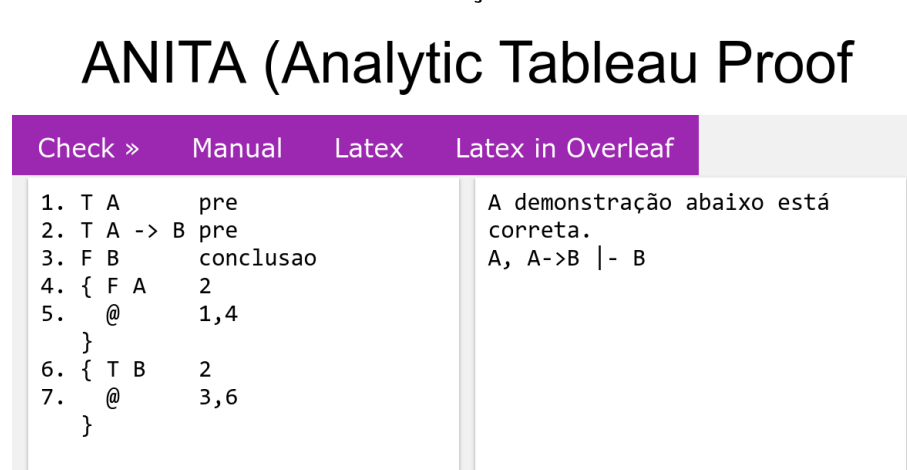 ANITA (Analytic Tableau Proof
Check » Manual Latex Latex in Overleaf
1. T A pre
2. T A -> B pre
3. F B conclusao
4. { F A 2
5. @ 1,4
}
6. { T B 2
7. @ 3,6
}
A demonstração abaixo está
correta.
A, A->B |- B